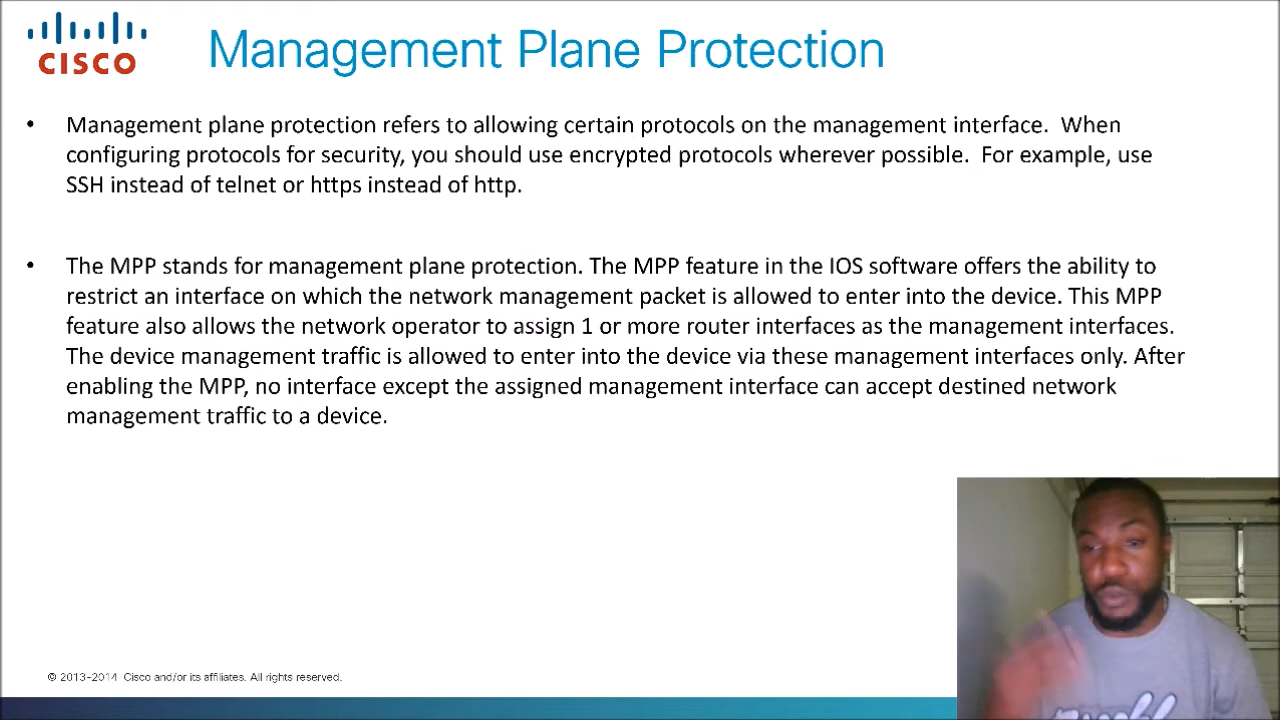 CISCO
Management Plane Protection
• Management plane protection refers to allowing certain protocols on the management interface. When
configuring protocols for security, you should use encrypted protocols wherever possible. For example, use
SSH instead of telnet or https instead of http.
• The MPP stands for management plane protection. The MPP feature in the IOS software offers the ability to
restrict an interface on which the network management packet is allowed to enter into the device. This MPP
feature also allows the network operator to assign 1 or more router interfaces as the management interfaces.
The device management traffic is allowed to enter into the device via these management interfaces only. After
enabling the MPP, no interface except the assigned management interface can accept destined network
management traffic to a device.
© 2013-2014 Cisco and/or its affiliates. All rights reserved.